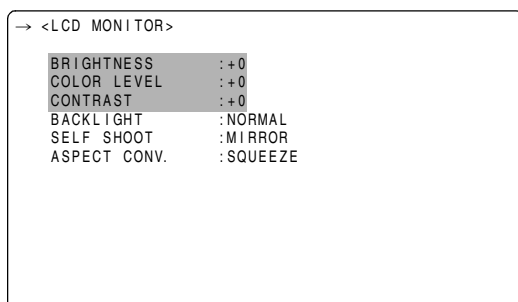 → <LCD MONITOR>
BRIGHTNESS :+0
COLOR LEVEL :+0
CONTRAST :+0
BACKLIGHT :NORMAL
SELF SHOOT :MIRROR
ASPECT CONV. :SQUEEZE